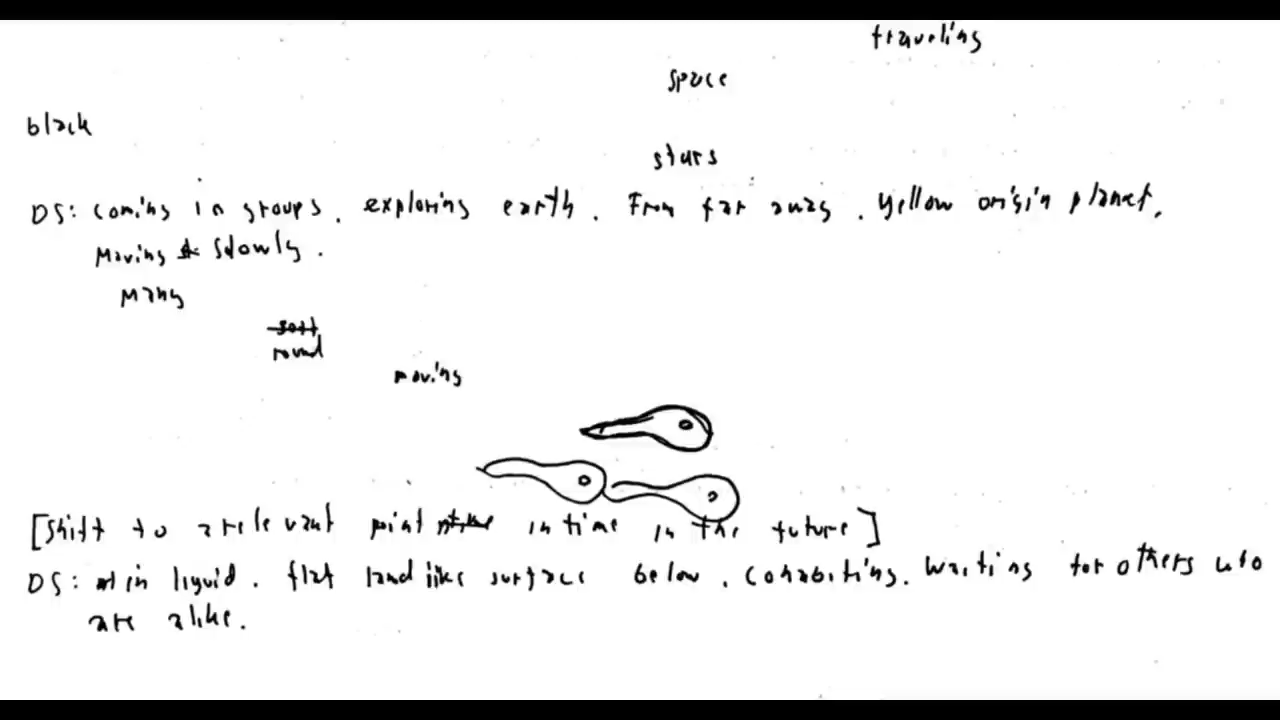 traveling
space
black
stars
DS: Coming in groups. exploring earth. From far away. Yellow origin planet.
Moving slowly.
Many
soft
round
moving
[Shift to a relevant point in time in the future]
DS: in liquid. flat land like surface below. Cohabiting. Waiting for others who
are alike.